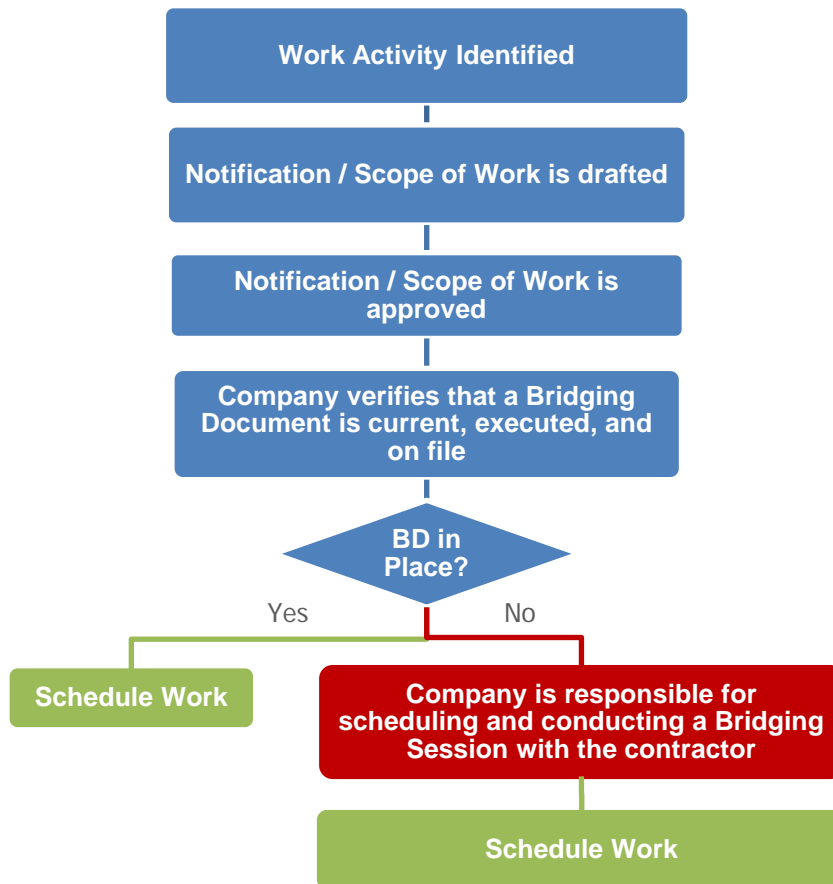 Work Activity Identified
Notification / Scope of Work is drafted
Notification / Scope of Work is
approved
Company verifies that a Bridging
Document is current, executed, and
on file
BD in
Place?
Yes
No
Schedule Work
Company is responsible for
scheduling and conducting a Bridging
Session with the contractor
Schedule Work